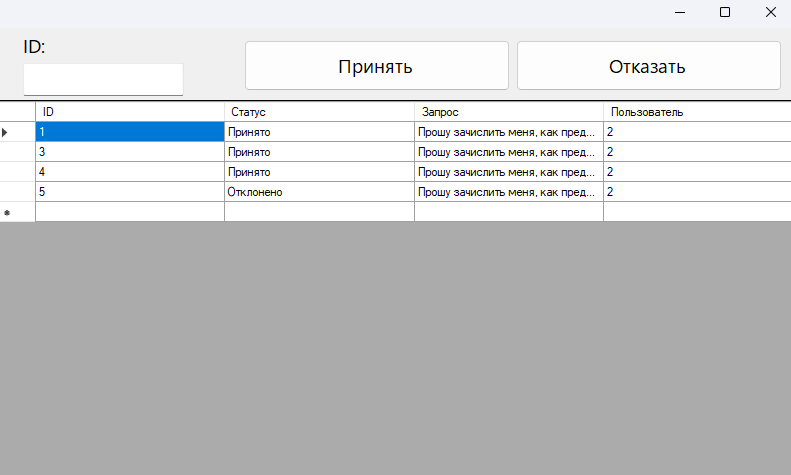 ID:
Принять
Отказать
ID Статус Запрос Пользователь
1 Принято Прошу зачислить меня, как пред... 2
3 Принято Прошу зачислить меня, как пред... 2
4 Принято Прошу зачислить меня, как пред... 2
5 Отклонено Прошу зачислить меня, как пред... 2